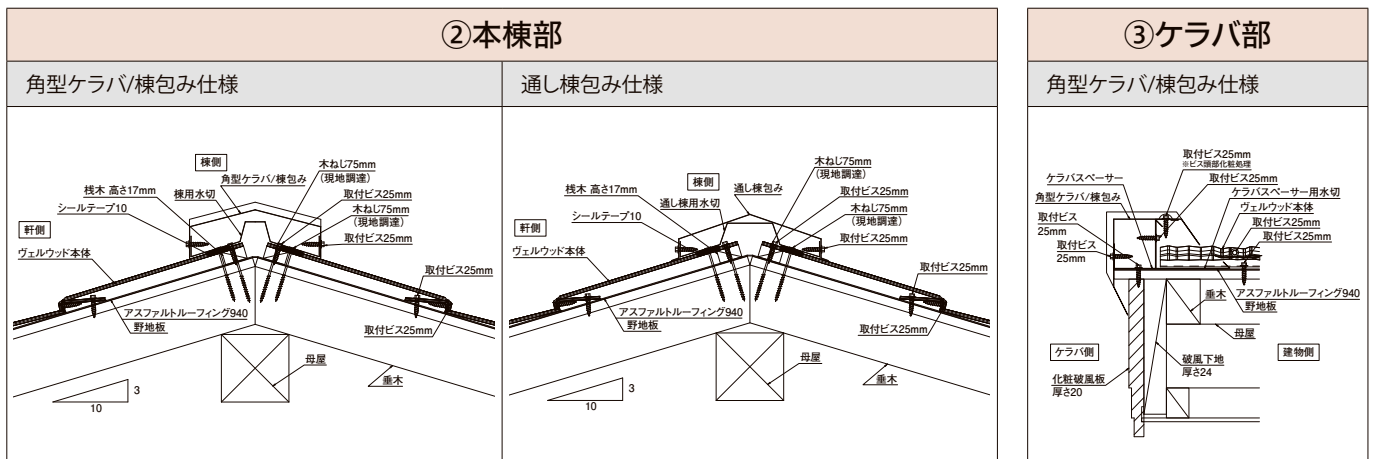 ②本棟部
角型ケラバ/棟包み仕様
棟側
角型ケラバ/棟包み
桟木 高さ17mm
棟用水切
シールテープ10
軒側
ヴェルウッド本体
木ねじ75mm
(現地調達)
取付ビス25mm
木ねじ75mm
(現地調達)
取付ビス25mm
取付ビス25mm
アスファルトルーフィング940
野地板
取付ビス25mm
母屋
垂木
3
10
通し棟包み仕様
棟側
通し棟包み
桟木 高さ17mm
通し棟用水切
シールテープ10
軒側
ヴェルウッド本体
木ねじ75mm
(現地調達)
取付ビス25mm
木ねじ75mm
(現地調達)
取付ビス25mm
取付ビス25mm
アスファルトルーフィング940
野地板
取付ビス25mm
母屋
垂木
3
10
③ケラバ部
角型ケラバ/棟包み仕様
取付ビス25mm
※ビス頭部化粧処理
ケラバスペーサー
取付ビス25mm
角型ケラバ/棟包み
ケラバスペーサー用水切
ヴェルウッド本体
取付ビス
25mm
取付ビス25mm
取付ビス25mm
取付ビス
25mm
アスファルトルーフィング940
垂木
野地板
母屋
ケラバ側
破風下地
厚さ24
建物側
化粧破風板
厚さ20